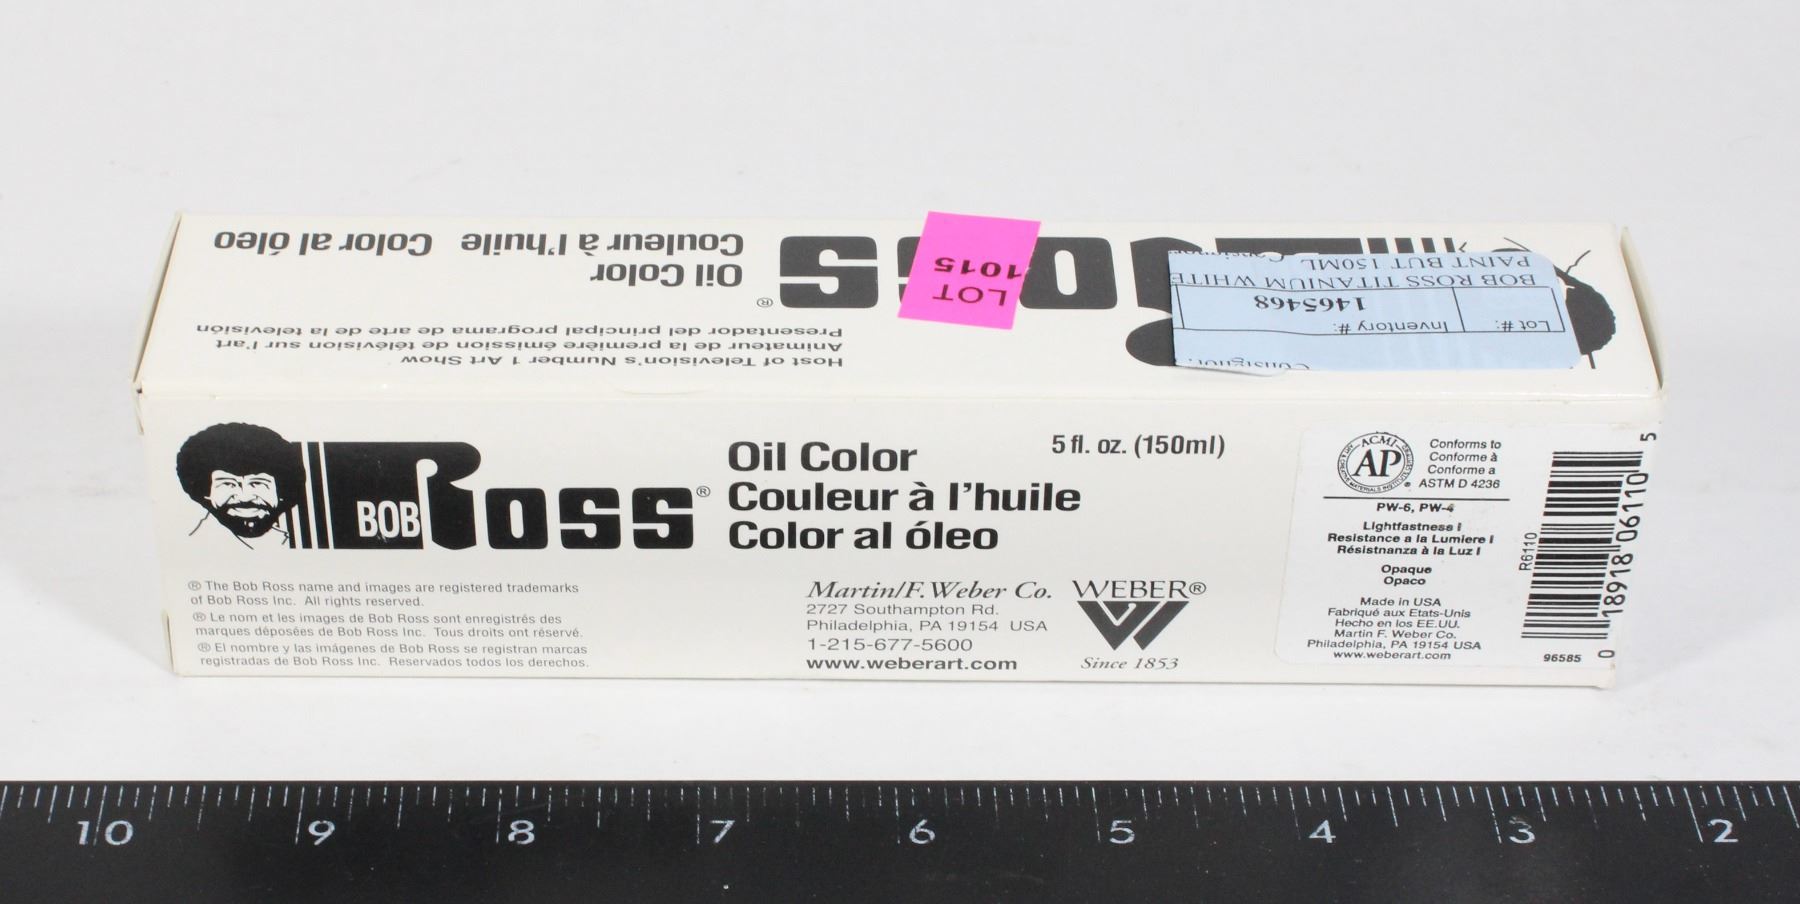 Host of Television's Number 1 Art Show
Animateur de la première émission de télévision sur l'art
Presentador del principal programa de arte de la televisión
®
Oil Color
Couleur à l'huile Color al óleo
LOT
1015
Lot #: Inventory #:
1465468
BOB ROSS TITANIUM WHITE
PAINT BUT 150ML
BOB ROSS®
Oil Color
Couleur à l'huile
Color al óleo
5 fl. oz. (150ml)
® The Bob Ross name and images are registered trademarks
of Bob Ross Inc. All rights reserved.
® Le nom et les images de Bob Ross sont enregistrés des
marques déposées de Bob Ross Inc. Tous droits ont réservé.
® El nombre y las imágenes de Bob Ross se registran marcas
registradas de Bob Ross Inc. Reservados todos los derechos.
Martin/F. Weber Co.
2727 Southampton Rd.
Philadelphia, PA 19154 USA
1-215-677-5600
www.weberart.com
WEBER®
Since 1853
ACMI
AP
Conforms to
Conforme à
Conforme a
ASTM D 4236
PW-6, PW-4
Lightfastness I
Resistance a la Lumiere I
Résistnanza à la Luz I
Opaque
Opaco
Made in USA
Fabriqué aux Etats-Unis
Hecho en los EE.UU.
Martin F. Weber Co.
Philadelphia, PA 19154 USA
www.weberart.com
96585
R6110
0 18918 06110 5
10 9 8 7 6 5 4 3 2